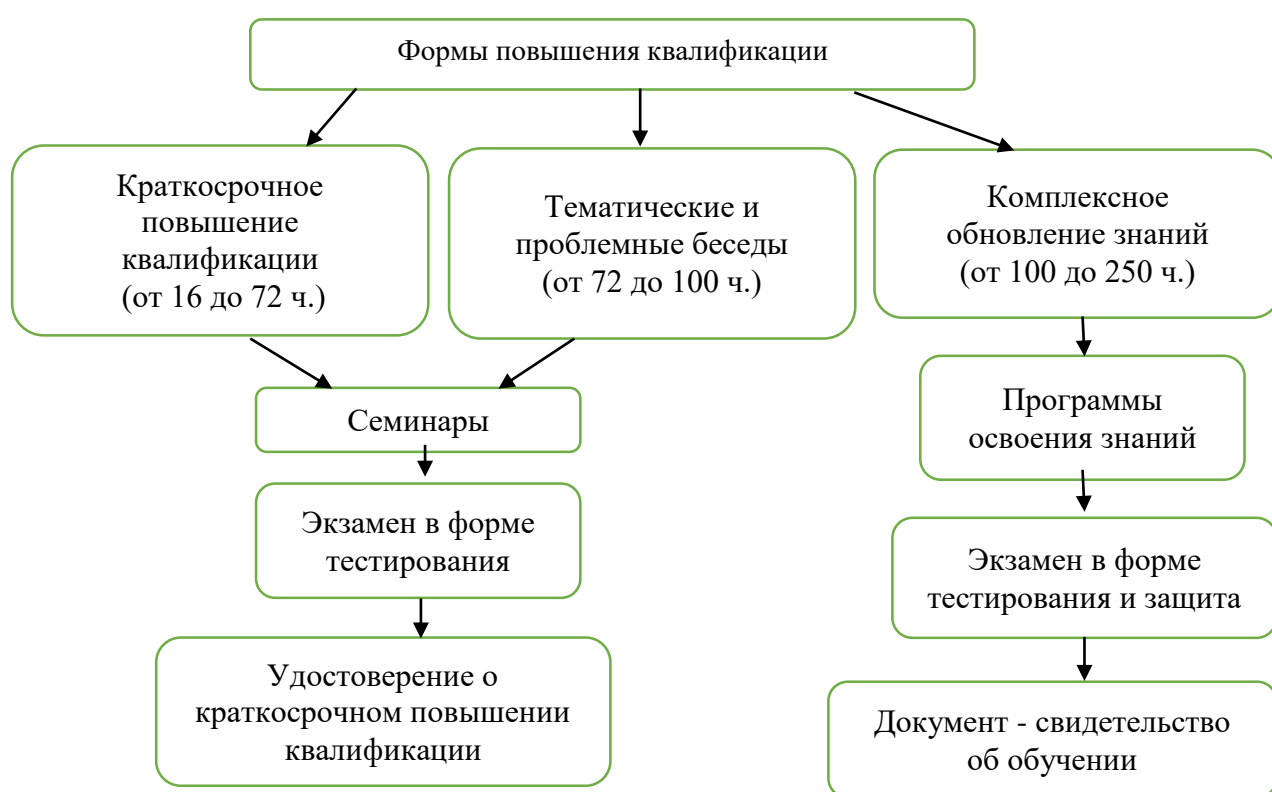 Формы повышения квалификации
Краткосрочное
повышение
квалификации
(от 16 до 72 ч.)
Тематические и
проблемные беседы
(от 72 до 100 ч.)
Комплексное
обновление знаний
(от 100 до 250 ч.)
Семинары
Программы
освоения знаний
Экзамен в форме
тестирования
Экзамен в форме
тестирования и защита
Удостоверение о
краткосрочном повышении
квалификации
Документ - свидетельство
об обучении